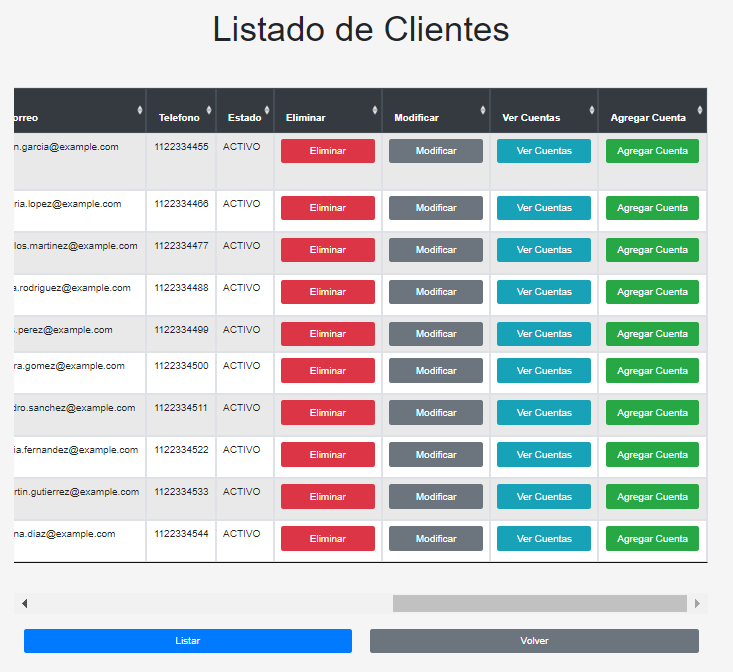 Listado de Clientes
orreo Telefono Estado Eliminar Modificar Ver Cuentas Agregar Cuenta
n.garcia@example.com 1122334455 ACTIVO Eliminar Modificar Ver Cuentas Agregar Cuenta
ria.lopez@example.com 1122334466 ACTIVO Eliminar Modificar Ver Cuentas Agregar Cuenta
los.martinez@example.com 1122334477 ACTIVO Eliminar Modificar Ver Cuentas Agregar Cuenta
a.rodriguez@example.com 1122334488 ACTIVO Eliminar Modificar Ver Cuentas Agregar Cuenta
s.perez@example.com 1122334499 ACTIVO Eliminar Modificar Ver Cuentas Agregar Cuenta
ra.gomez@example.com 1122334500 ACTIVO Eliminar Modificar Ver Cuentas Agregar Cuenta
dro.sanchez@example.com 1122334511 ACTIVO Eliminar Modificar Ver Cuentas Agregar Cuenta
ia.fernandez@example.com 1122334522 ACTIVO Eliminar Modificar Ver Cuentas Agregar Cuenta
rtin.gutierrez@example.com 1122334533 ACTIVO Eliminar Modificar Ver Cuentas Agregar Cuenta
na.diaz@example.com 1122334544 ACTIVO Eliminar Modificar Ver Cuentas Agregar Cuenta
Listar Volver